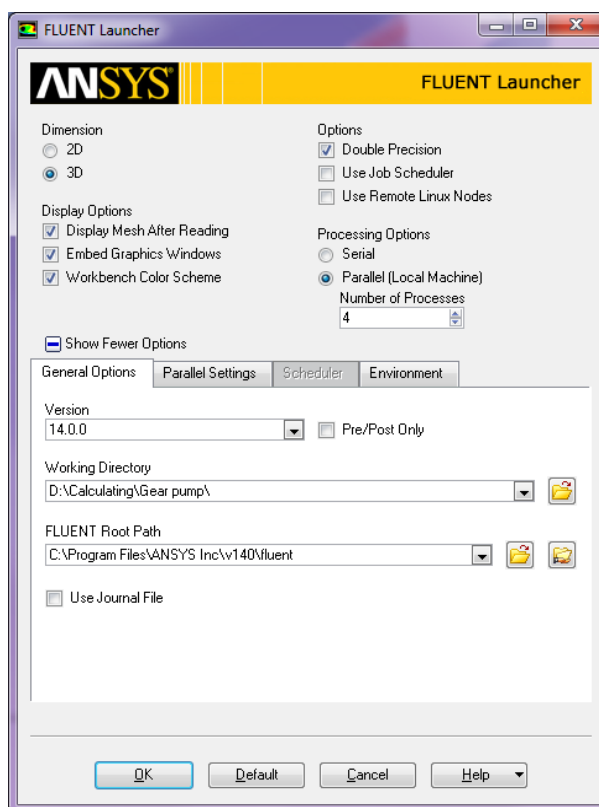 FLUENT Launcher
ANSYS®
FLUENT Launcher
Dimension
2D
3D
Display Options
Display Mesh After Reading
Embed Graphics Windows
Workbench Color Scheme
Options
Double Precision
Use Job Scheduler
Use Remote Linux Nodes
Processing Options
Serial
Parallel (Local Machine)
Number of Processes
4
Show Fewer Options
General Options
Parallel Settings
Scheduler
Environment
Version
14.0.0
Pre/Post Only
Working Directory
D:\Calculating\Gear pump\
FLUENT Root Path
C:\Program Files\ANSYS Inc\v140\fluent
Use Journal File
OK
Default
Cancel
Help